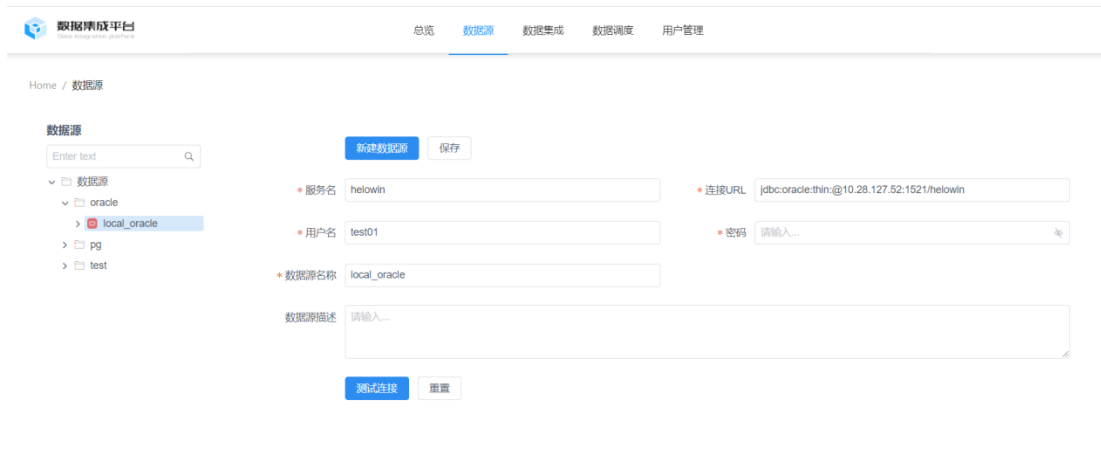 数据集成平台
Data integration platform
总览 数据源 数据集成 数据调度 用户管理
Home / 数据源
数据源
Enter text
数据源
oracle
local_oracle
pg
test
新建数据源 保存
* 服务名 helowin * 连接URL jdbc:oracle:thin:@10.28.127.52:1521/helowin
* 用户名 test01 * 密码 请输入...
* 数据源名称 local_oracle
数据源描述 请输入...
测试连接 重置